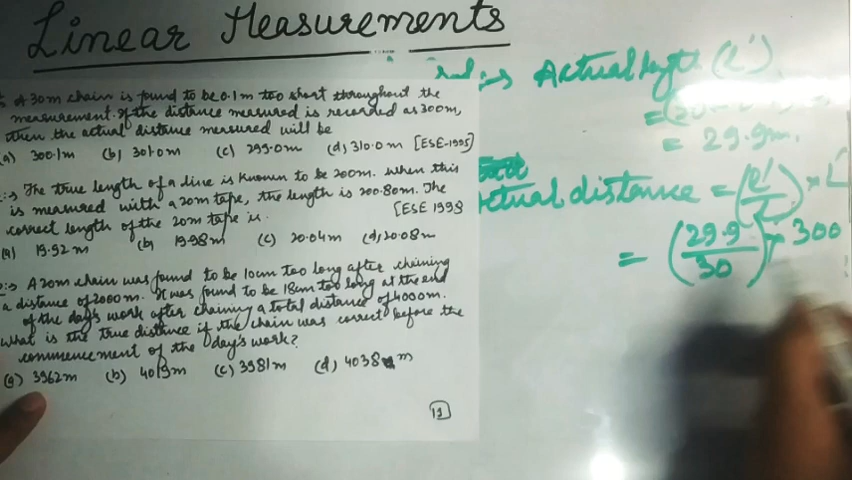 Linear Measurements
A 30m chain is found to be 0.1m too short throughout the
measurement. If the distance measured is recorded as 300m,
then the actual distance measured will be
(a) 300.1m (b) 301.0m (c) 299.0m (d) 310.0m [ESE-1995]
The true length of a line is known to be 200m. When this
is measured with a 20m tape, the length is 200.80m. The
correct length of the 20m tape is. [ESE 1998
(a) 19.92m (b) 19.98m (c) 20.04m (d) 20.08m
A 20m chain was found to be 10cm too long after chaining
a distance of 2000m. It was found to be 18cm too long at the end
of the day's work after chaining a total distance of 4000m.
What is the true distance if the chain was correct before the
commencement of the day's work?
(a) 3962m (b) 4019m (c) 3981m (d) 4038 m
11
Actual length (L')
= 29.9m.
ctual distance = (L'/L) × L
= (29.9/30) × 300